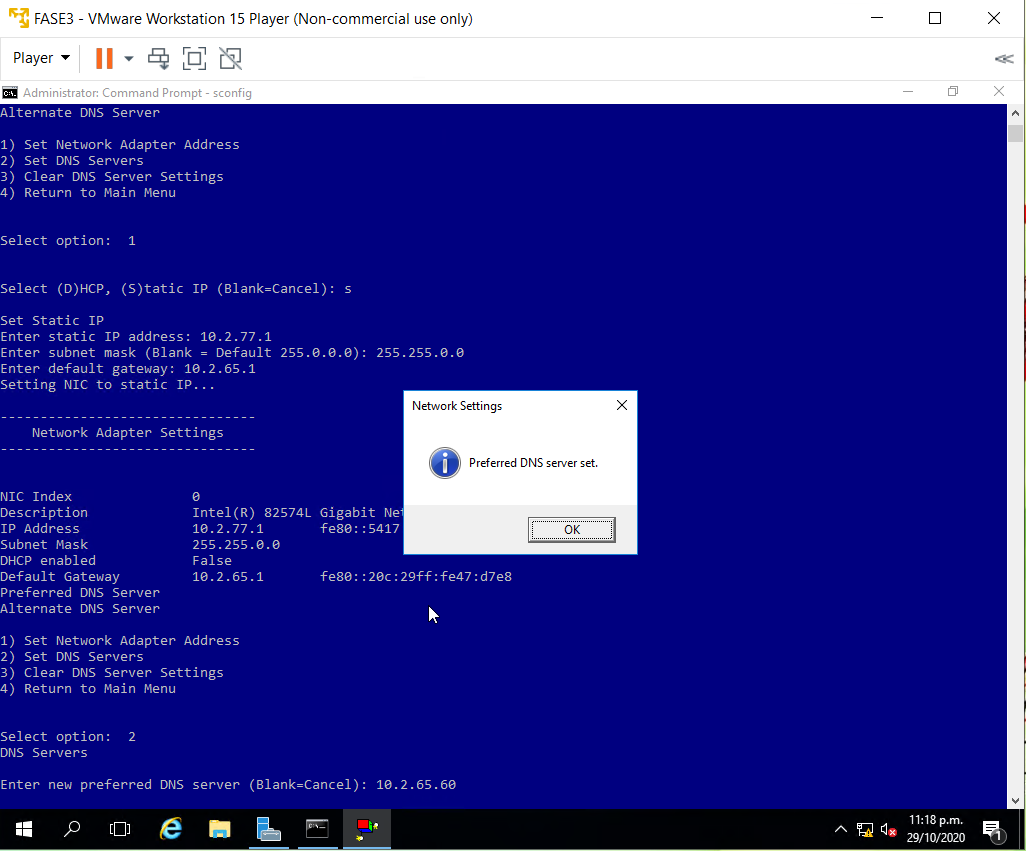 FASE3 - VMware Workstation 15 Player (Non-commercial use only)
Player
Administrator: Command Prompt - sconfig
Alternate DNS Server
1) Set Network Adapter Address
2) Set DNS Servers
3) Clear DNS Server Settings
4) Return to Main Menu
Select option:  1
Select (D)HCP, (S)tatic IP (Blank=Cancel): s
Set Static IP
Enter static IP address: 10.2.77.1
Enter subnet mask (Blank = Default 255.0.0.0): 255.255.0.0
Enter default gateway: 10.2.65.1
Setting NIC to static IP...
--------------------------------
    Network Adapter Settings
--------------------------------
NIC Index               0
Description             Intel(R) 82574L Gigabit Net
IP Address              10.2.77.1       fe80::5417
Subnet Mask             255.255.0.0
DHCP enabled            False
Default Gateway         10.2.65.1       fe80::20c:29ff:fe47:d7e8
Preferred DNS Server
Alternate DNS Server
1) Set Network Adapter Address
2) Set DNS Servers
3) Clear DNS Server Settings
4) Return to Main Menu
Select option:  2
DNS Servers
Enter new preferred DNS server (Blank=Cancel): 10.2.65.60
Network Settings
Preferred DNS server set.
OK
11:18 p.m.
29/10/2020
1